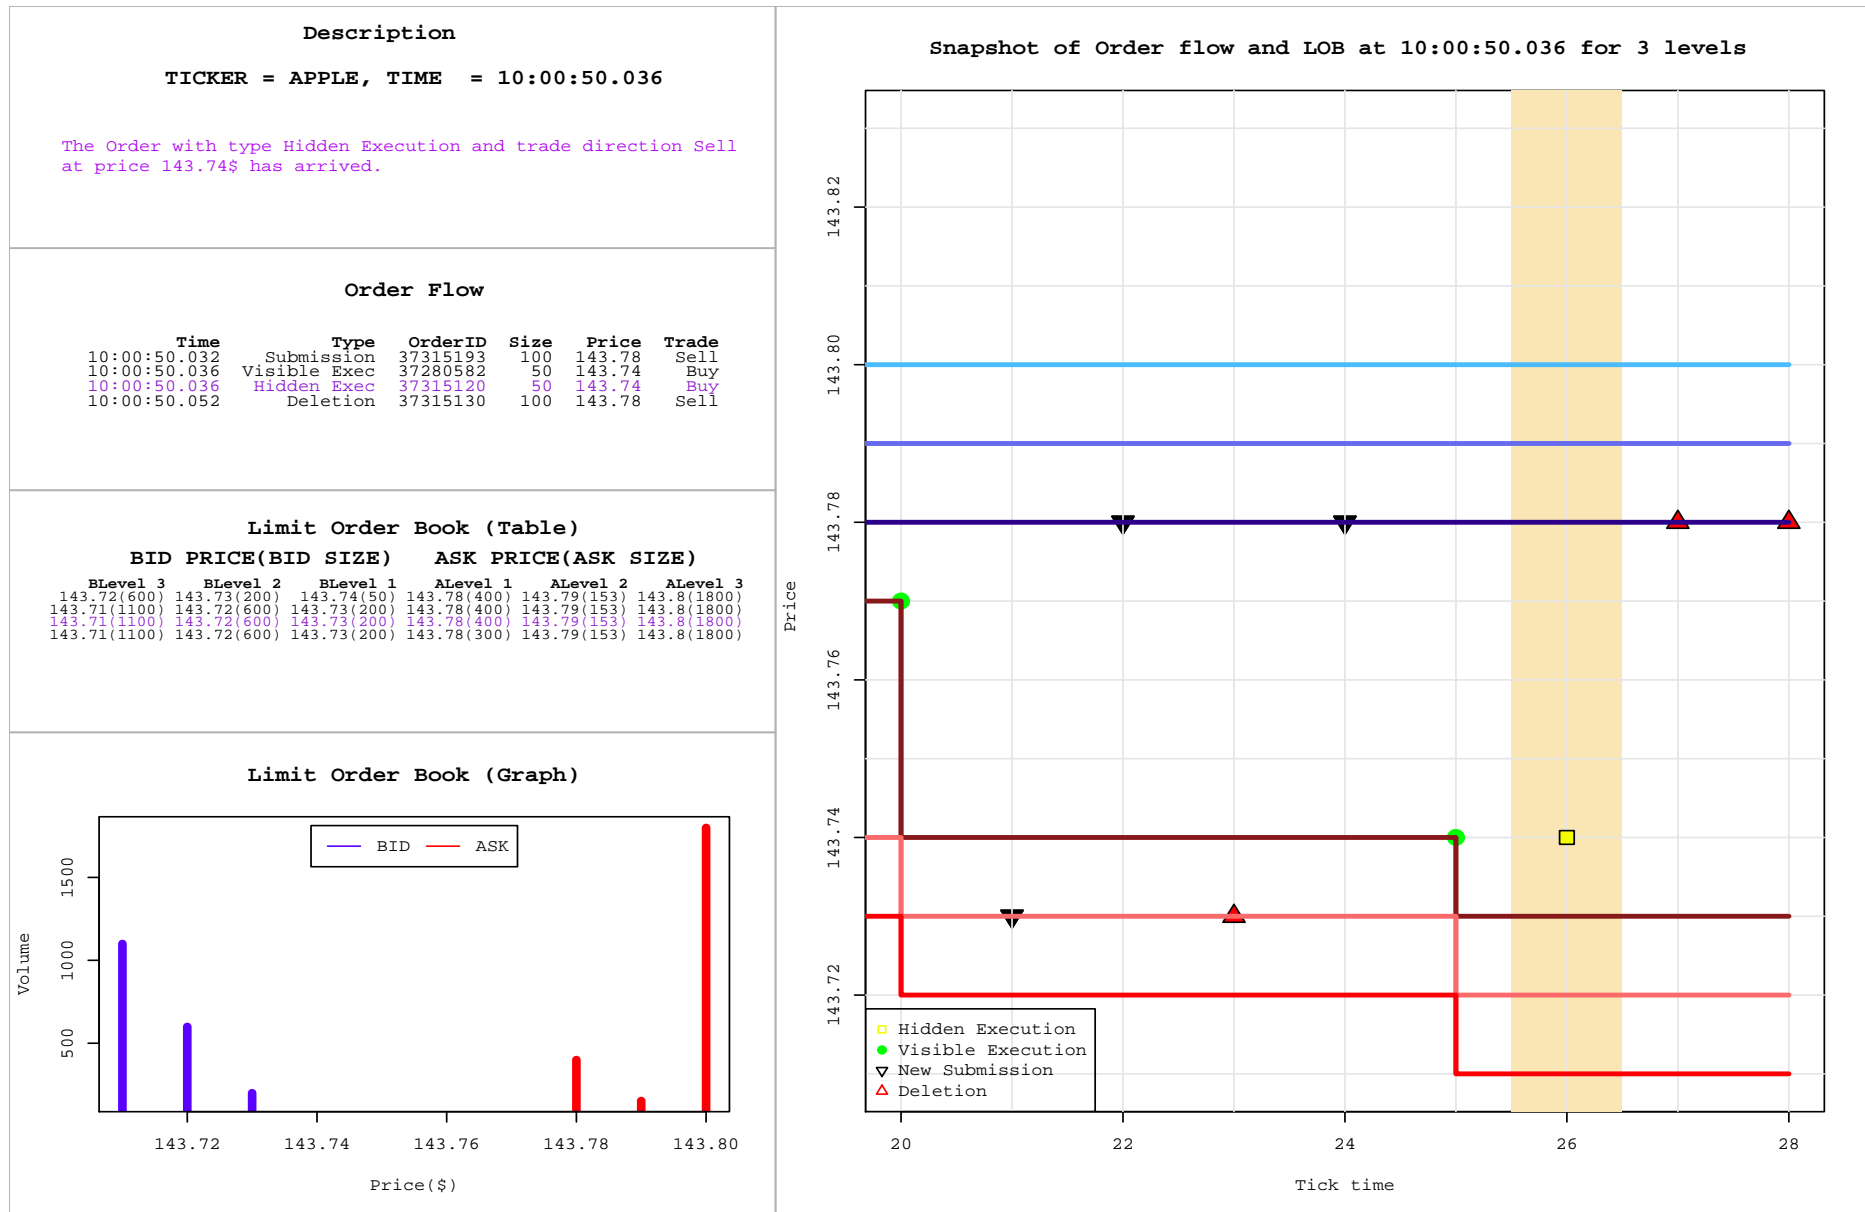 Description
TICKER = APPLE, TIME  = 10:00:50.036
The Order with type Hidden Execution and trade direction Sell
at price 143.74$ has arrived.
Order Flow
Time Type OrderID Size Price Trade
10:00:50.032 Submission 37315193 100 143.78 Sell
10:00:50.036 Visible Exec 37280582 50 143.74 Buy
10:00:50.036 Hidden Exec 37315120 50 143.74 Buy
10:00:50.052 Deletion 37315130 100 143.78 Sell
Limit Order Book (Table)
BID PRICE(BID SIZE) ASK PRICE(ASK SIZE)
BLevel 3 BLevel 2 BLevel 1 ALevel 1 ALevel 2 ALevel 3
143.72(600) 143.73(200) 143.74(50) 143.78(400) 143.79(153) 143.8(1800)
143.71(1100) 143.72(600) 143.73(200) 143.78(400) 143.79(153) 143.8(1800)
143.71(1100) 143.72(600) 143.73(200) 143.78(400) 143.79(153) 143.8(1800)
143.71(1100) 143.72(600) 143.73(200) 143.78(300) 143.79(153) 143.8(1800)
Limit Order Book (Graph)
BID ASK
Volume
1500
1000
500
143.72 143.74 143.76 143.78 143.80
Price($)
Snapshot of Order flow and LOB at 10:00:50.036 for 3 levels
Price
143.82
143.80
143.78
143.76
143.74
143.72
Hidden Execution
Visible Execution
New Submission
Deletion
20 22 24 26 28
Tick time